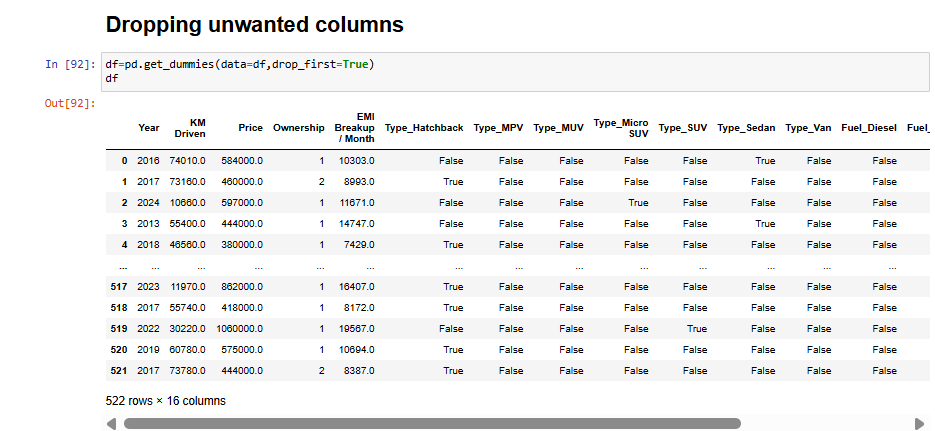 Dropping unwanted columns
In [92]: df=pd.get_dummies(data=df,drop_first=True)
df
Out[92]:
Year KM Driven Price Ownership EMI Breakup / Month Type_Hatchback Type_MPV Type_MUV Type_Micro SUV Type_SUV Type_Sedan Type_Van Fuel_Diesel Fuel_
0 2016 74010.0 584000.0 1 10303.0 False False False False False True False False
1 2017 73160.0 460000.0 2 8993.0 True False False False False False False False
2 2024 10660.0 597000.0 1 11671.0 False False False True False False False False
3 2013 55400.0 444000.0 1 14747.0 False False False False False True False False
4 2018 46560.0 380000.0 1 7429.0 True False False False False False False False
... ... ... ... ... ... ... ... ... ... ... ... ... ...
517 2023 11970.0 862000.0 1 16407.0 True False False False False False False False
518 2017 55740.0 418000.0 1 8172.0 True False False False False False False False
519 2022 30220.0 1060000.0 1 19567.0 False False False False True False False False
520 2019 60780.0 575000.0 1 10694.0 True False False False False False False False
521 2017 73780.0 444000.0 2 8387.0 True False False False False False False False
522 rows × 16 columns